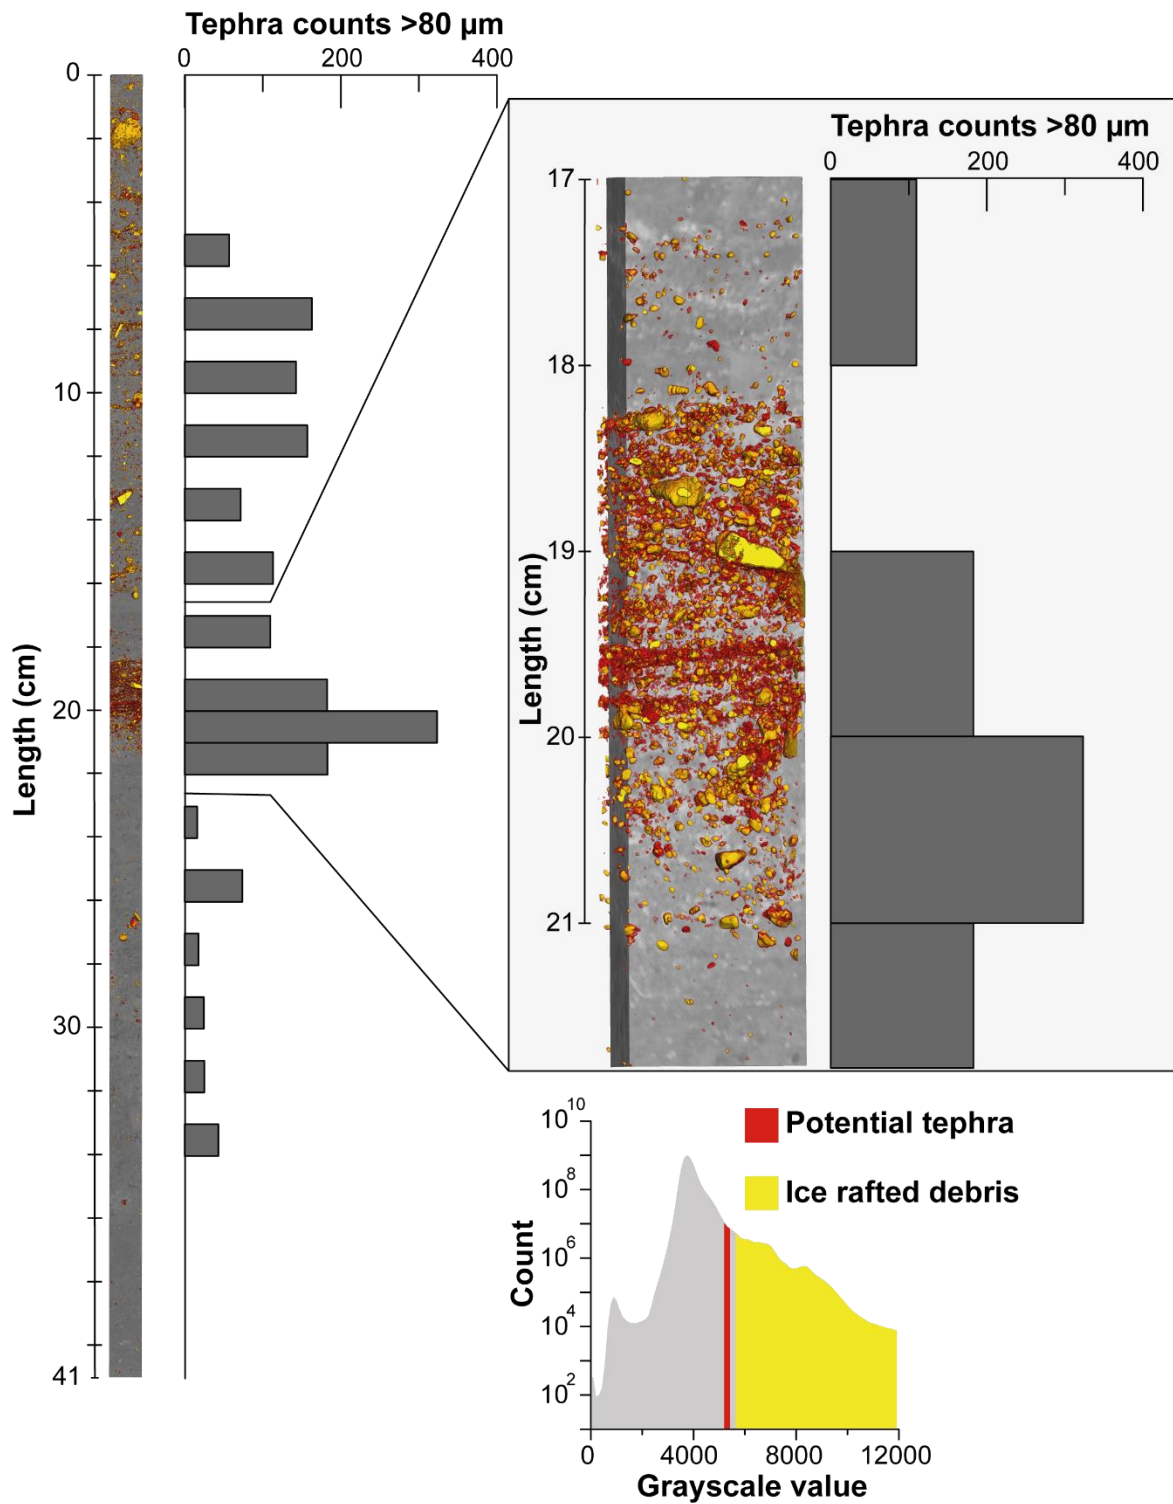 Tephra counts >80 µm
0 200 400
0
10
20
30
41
Length (cm)
Tephra counts >80 µm
0 200 400
17
18
19
20
21
Length (cm)
Potential tephra
Ice rafted debris
10^10
10^8
10^6
10^4
10^2
Count
0 4000 8000 12000
Grayscale value